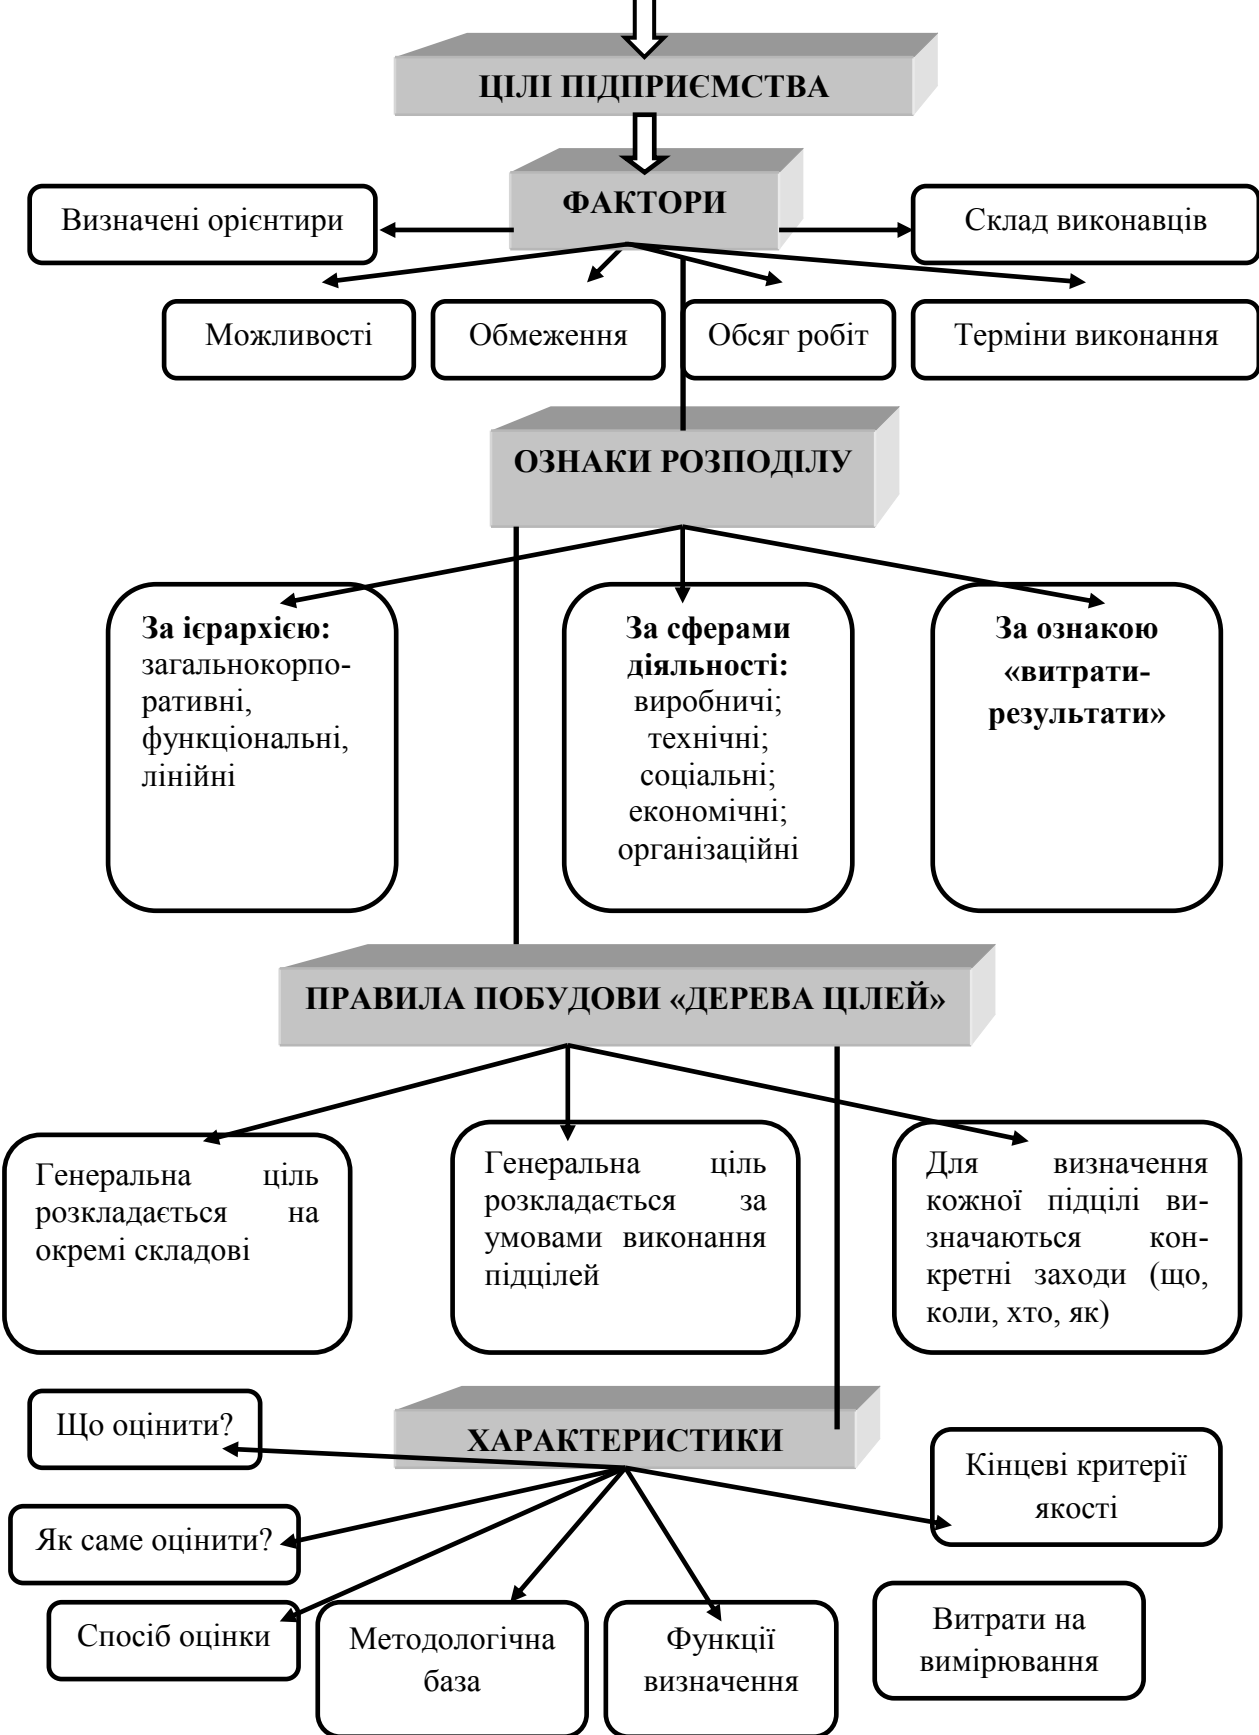 ЦІЛІ ПІДПРИЄМСТВА
ФАКТОРИ
Визначені орієнтири
Склад виконавців
Можливості
Обмеження
Обсяг робіт
Терміни виконання
ОЗНАКИ РОЗПОДІЛУ
За ієрархією:
загальнокорпо-
ративні,
функціональні,
лінійні
За сферами
діяльності:
виробничі;
технічні;
соціальні;
економічні;
організаційні
За ознакою
«витрати-
результати»
ПРАВИЛА ПОБУДОВИ «ДЕРЕВА ЦІЛЕЙ»
Генеральна ціль
розкладається на
окремі складові
Генеральна ціль
розкладається за
умовами виконання
підцілей
Для визначення
кожної підцілі ви-
значаються кон-
кретні заходи (що,
коли, хто, як)
ХАРАКТЕРИСТИКИ
Що оцінити?
Як саме оцінити?
Спосіб оцінки
Методологічна
база
Функції
визначення
Витрати на
вимірювання
Кінцеві критерії
якості